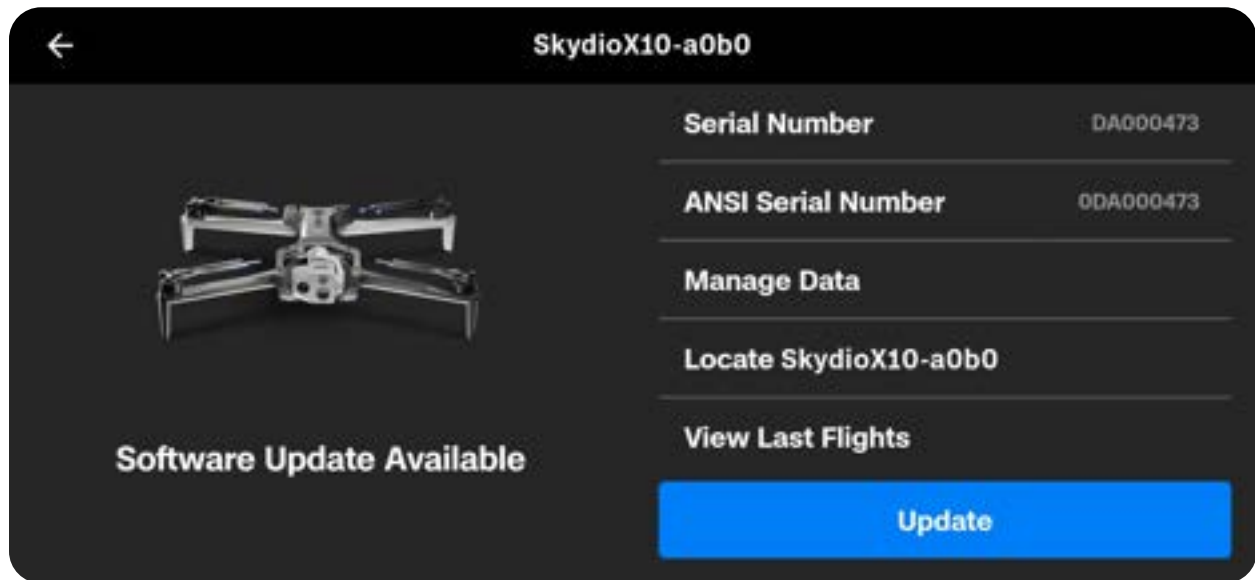 SkydioX10-a0b0
Serial Number DA000473
ANSI Serial Number 0DA000473
Manage Data
Locate SkydioX10-a0b0
View Last Flights
Software Update Available
Update